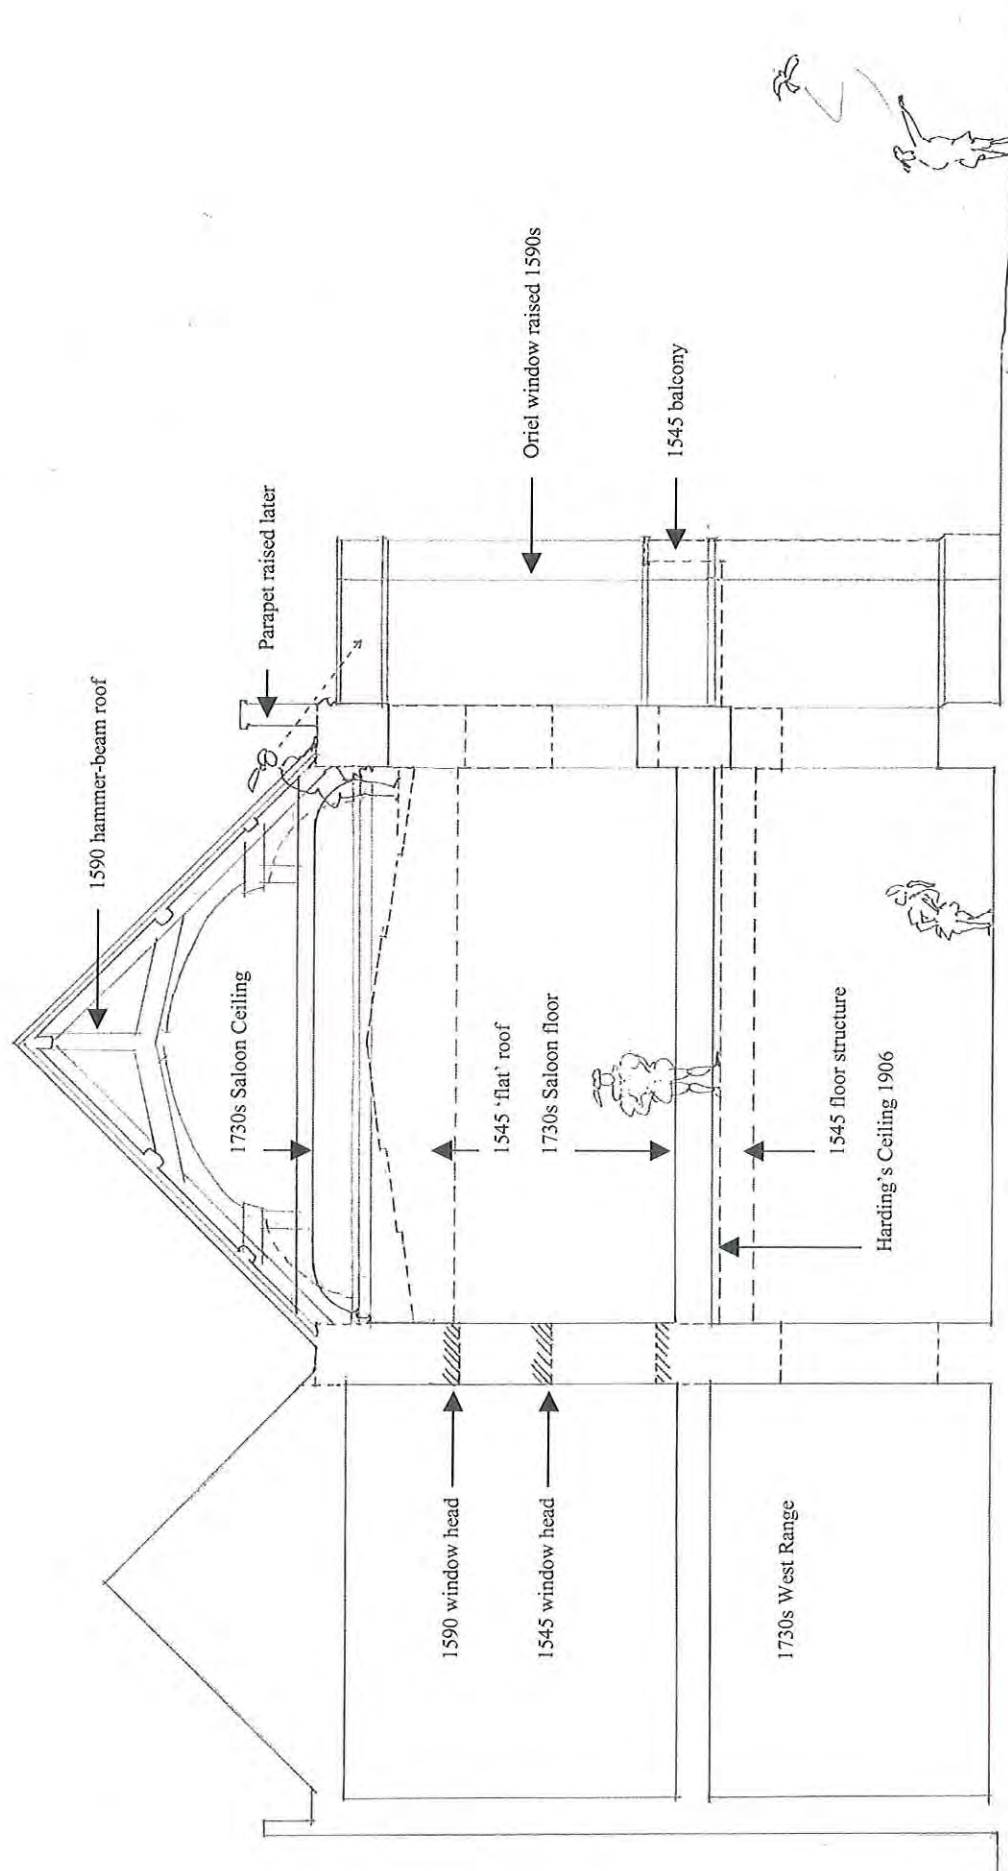 1590 hammer-beam roof
Parapet raised later
Oriel window raised 1590s
1545 balcony
1730s Saloon Ceiling
1545 ‘flat’ roof
1730s Saloon floor
1545 floor structure
Harding’s Ceiling 1906
1590 window head
1545 window head
1730s West Range